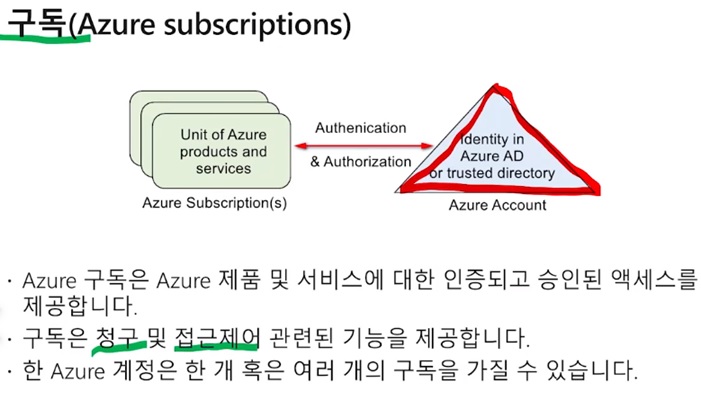 구독(Azure subscriptions)
Unit of Azure
products and
services
Authenication
& Authorization
Identity in
Azure AD
or trusted directory
Azure Subscription(s)
Azure Account
· Azure 구독은 Azure 제품 및 서비스에 대한 인증되고 승인된 액세스를
제공합니다.
· 구독은 청구 및 접근제어 관련된 기능을 제공합니다.
· 한 Azure 계정은 한 개 혹은 여러 개의 구독을 가질 수 있습니다.